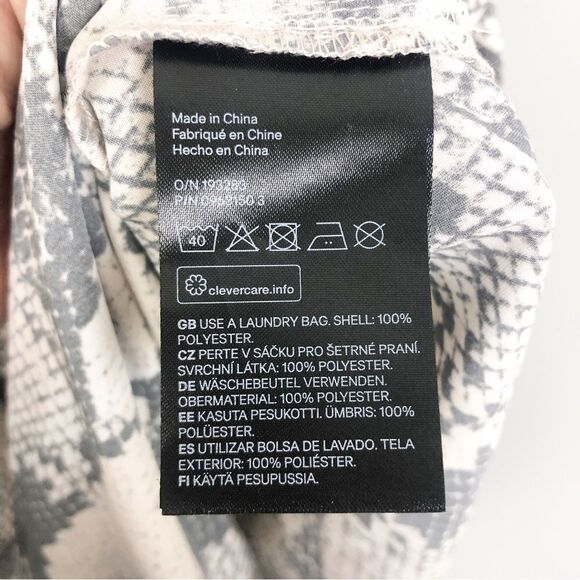 Made in China
Fabriqué en Chine
Hecho en China
O/N 193283
P/N 0959150 3
40
clevercare.info
GB USE A LAUNDRY BAG. SHELL: 100%
POLYESTER.
CZ PERTE V SÁČKU PRO ŠETRNÉ PRANÍ.
SVRCHNÍ LÁTKA: 100% POLYESTER.
DE WÄSCHEBEUTEL VERWENDEN.
OBERMATERIAL: 100% POLYESTER.
EE KASUTA PESUKOTTI. ÜMBRIS: 100%
POLÜESTER.
ES UTILIZAR BOLSA DE LAVADO. TELA
EXTERIOR: 100% POLIÉSTER.
FI KÄYTÄ PESUPUSSIA.